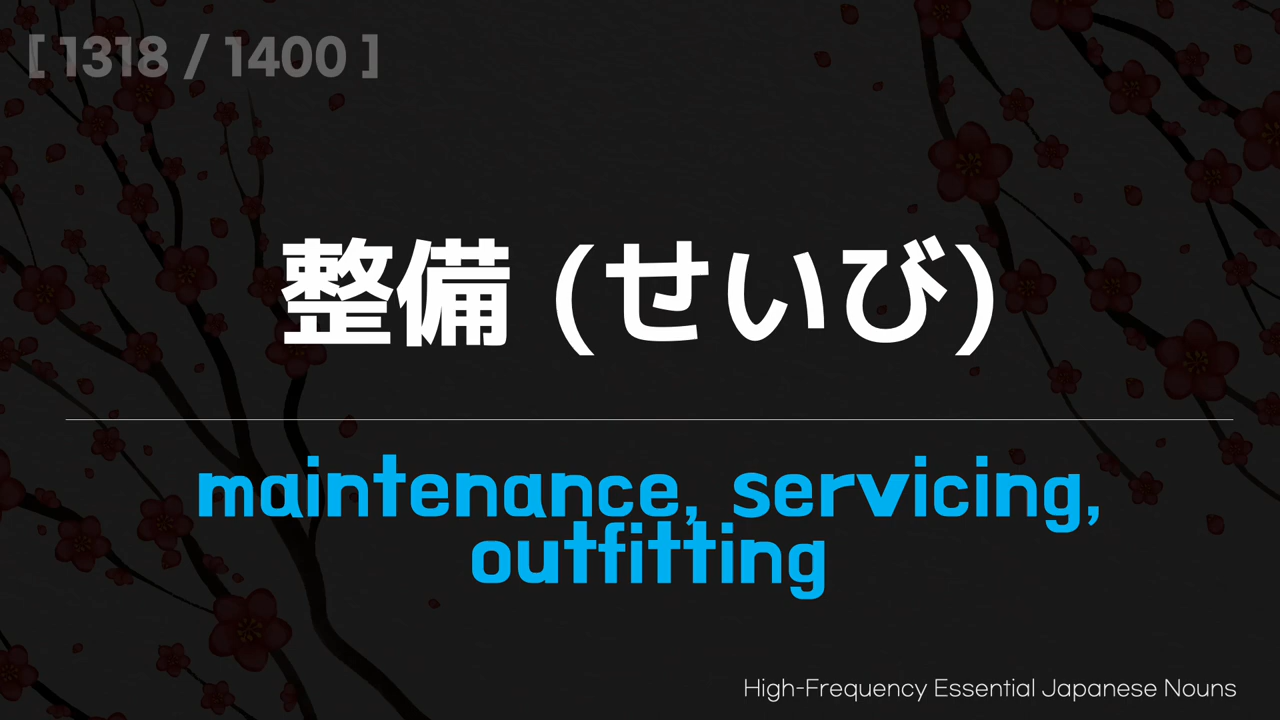 [ 1318 / 1400 ]
整備 (せいび)
maintenance, servicing,
outfitting
High-Frequency Essential Japanese Nouns